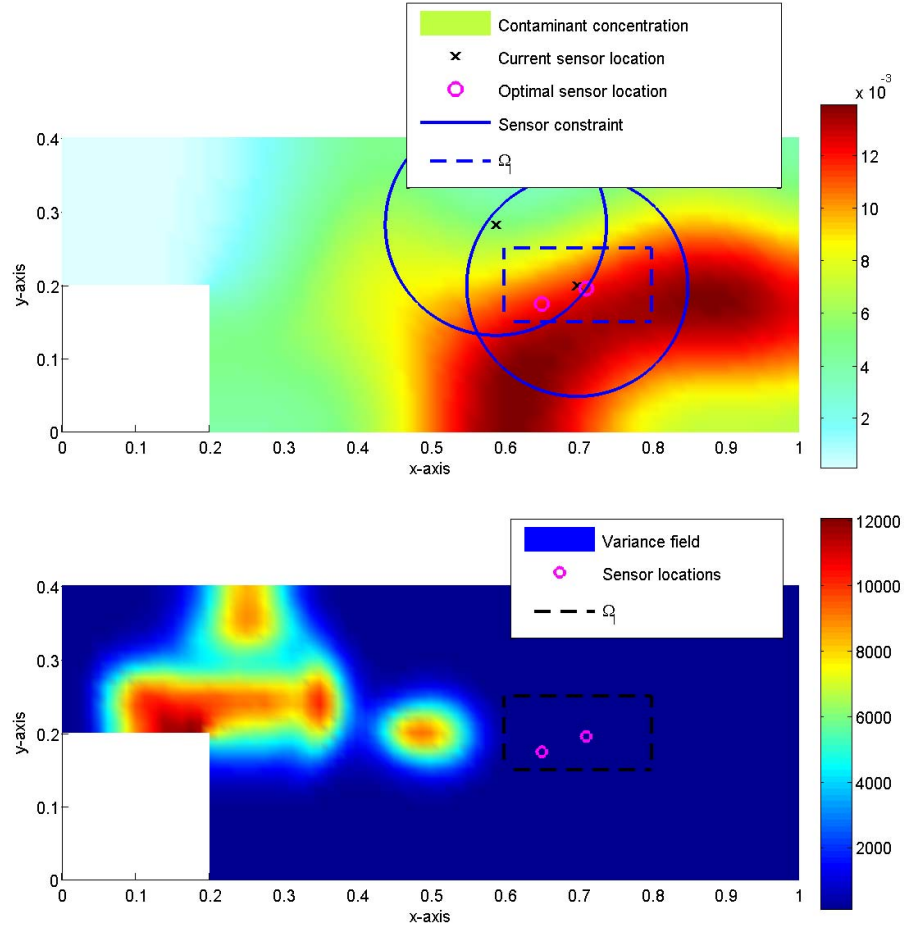 Contaminant concentration
Current sensor location
Optimal sensor location
Sensor constraint
Ω1
x 10-3
12
10
8
6
4
2
0.4
0.3
0.2
0.1
0
y-axis
0 0.1 0.2 0.3 0.4 0.5 0.6 0.7 0.8 0.9 1
x-axis
Variance field
Sensor locations
Ω1
12000
10000
8000
6000
4000
2000
0.4
0.3
0.2
0.1
0
y-axis
0 0.1 0.2 0.3 0.4 0.5 0.6 0.7 0.8 0.9 1
x-axis